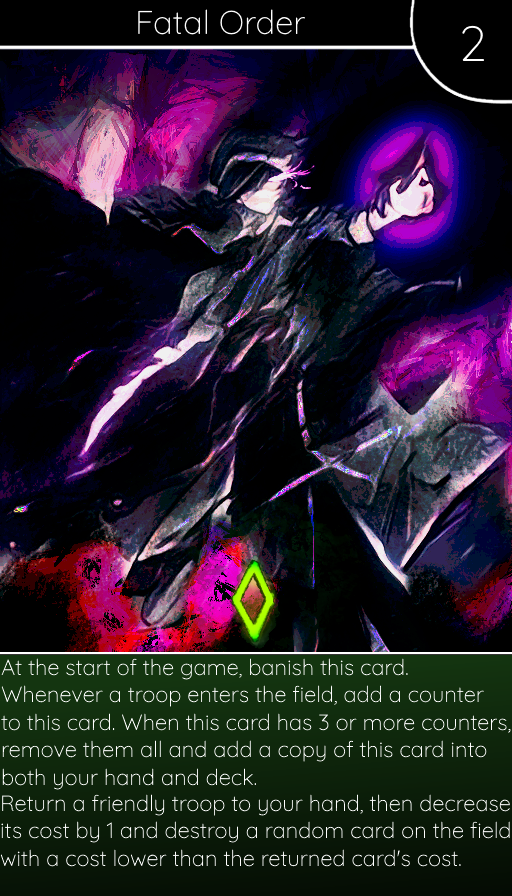 Fatal Order
2
At the start of the game, banish this card.
Whenever a troop enters the field, add a counter
to this card. When this card has 3 or more counters,
remove them all and add a copy of this card into
both your hand and deck.
Return a friendly troop to your hand, then decrease
its cost by 1 and destroy a random card on the field
with a cost lower than the returned card's cost.